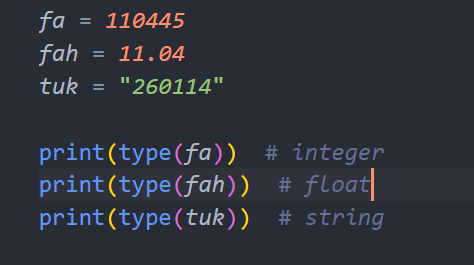 fa = 110445
fah = 11.04
tuk = "260114"
print(type(fa))  # integer
print(type(fah))  # float
print(type(tuk))  # string